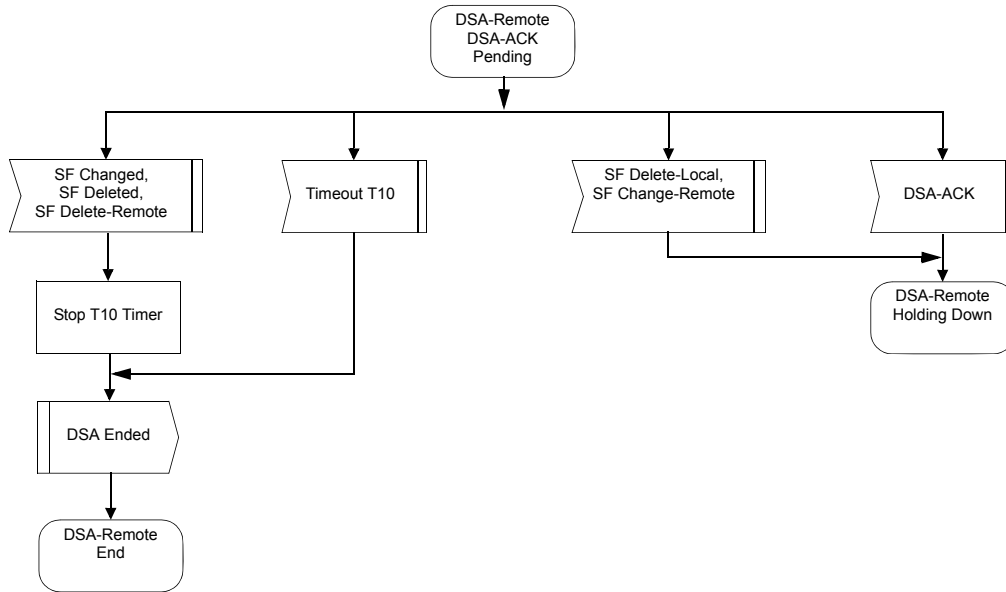 DSA-Remote
DSA-ACK
Pending
SF Changed,
SF Deleted,
SF Delete-Remote
Timeout T10
SF Delete-Local,
SF Change-Remote
DSA-ACK
Stop T10 Timer
DSA-Remote
Holding Down
DSA Ended
DSA-Remote
End